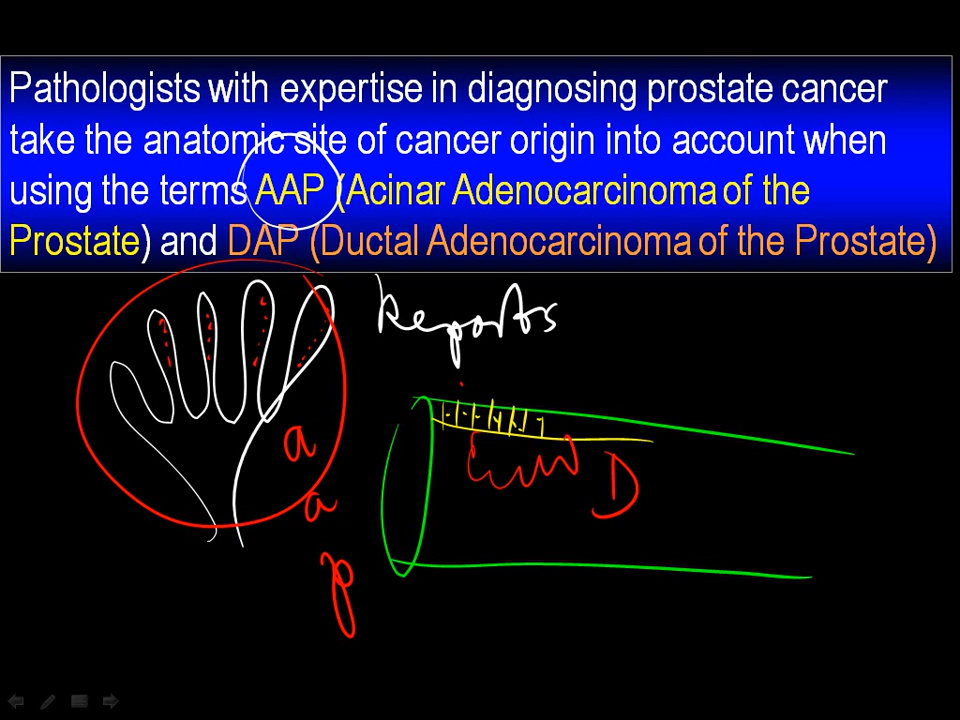 Pathologists with expertise in diagnosing prostate cancer
take the anatomic site of cancer origin into account when
using the terms AAP (Acinar Adenocarcinoma of the
Prostate) and DAP (Ductal Adenocarcinoma of the Prostate)
Reports
a
D
a
p